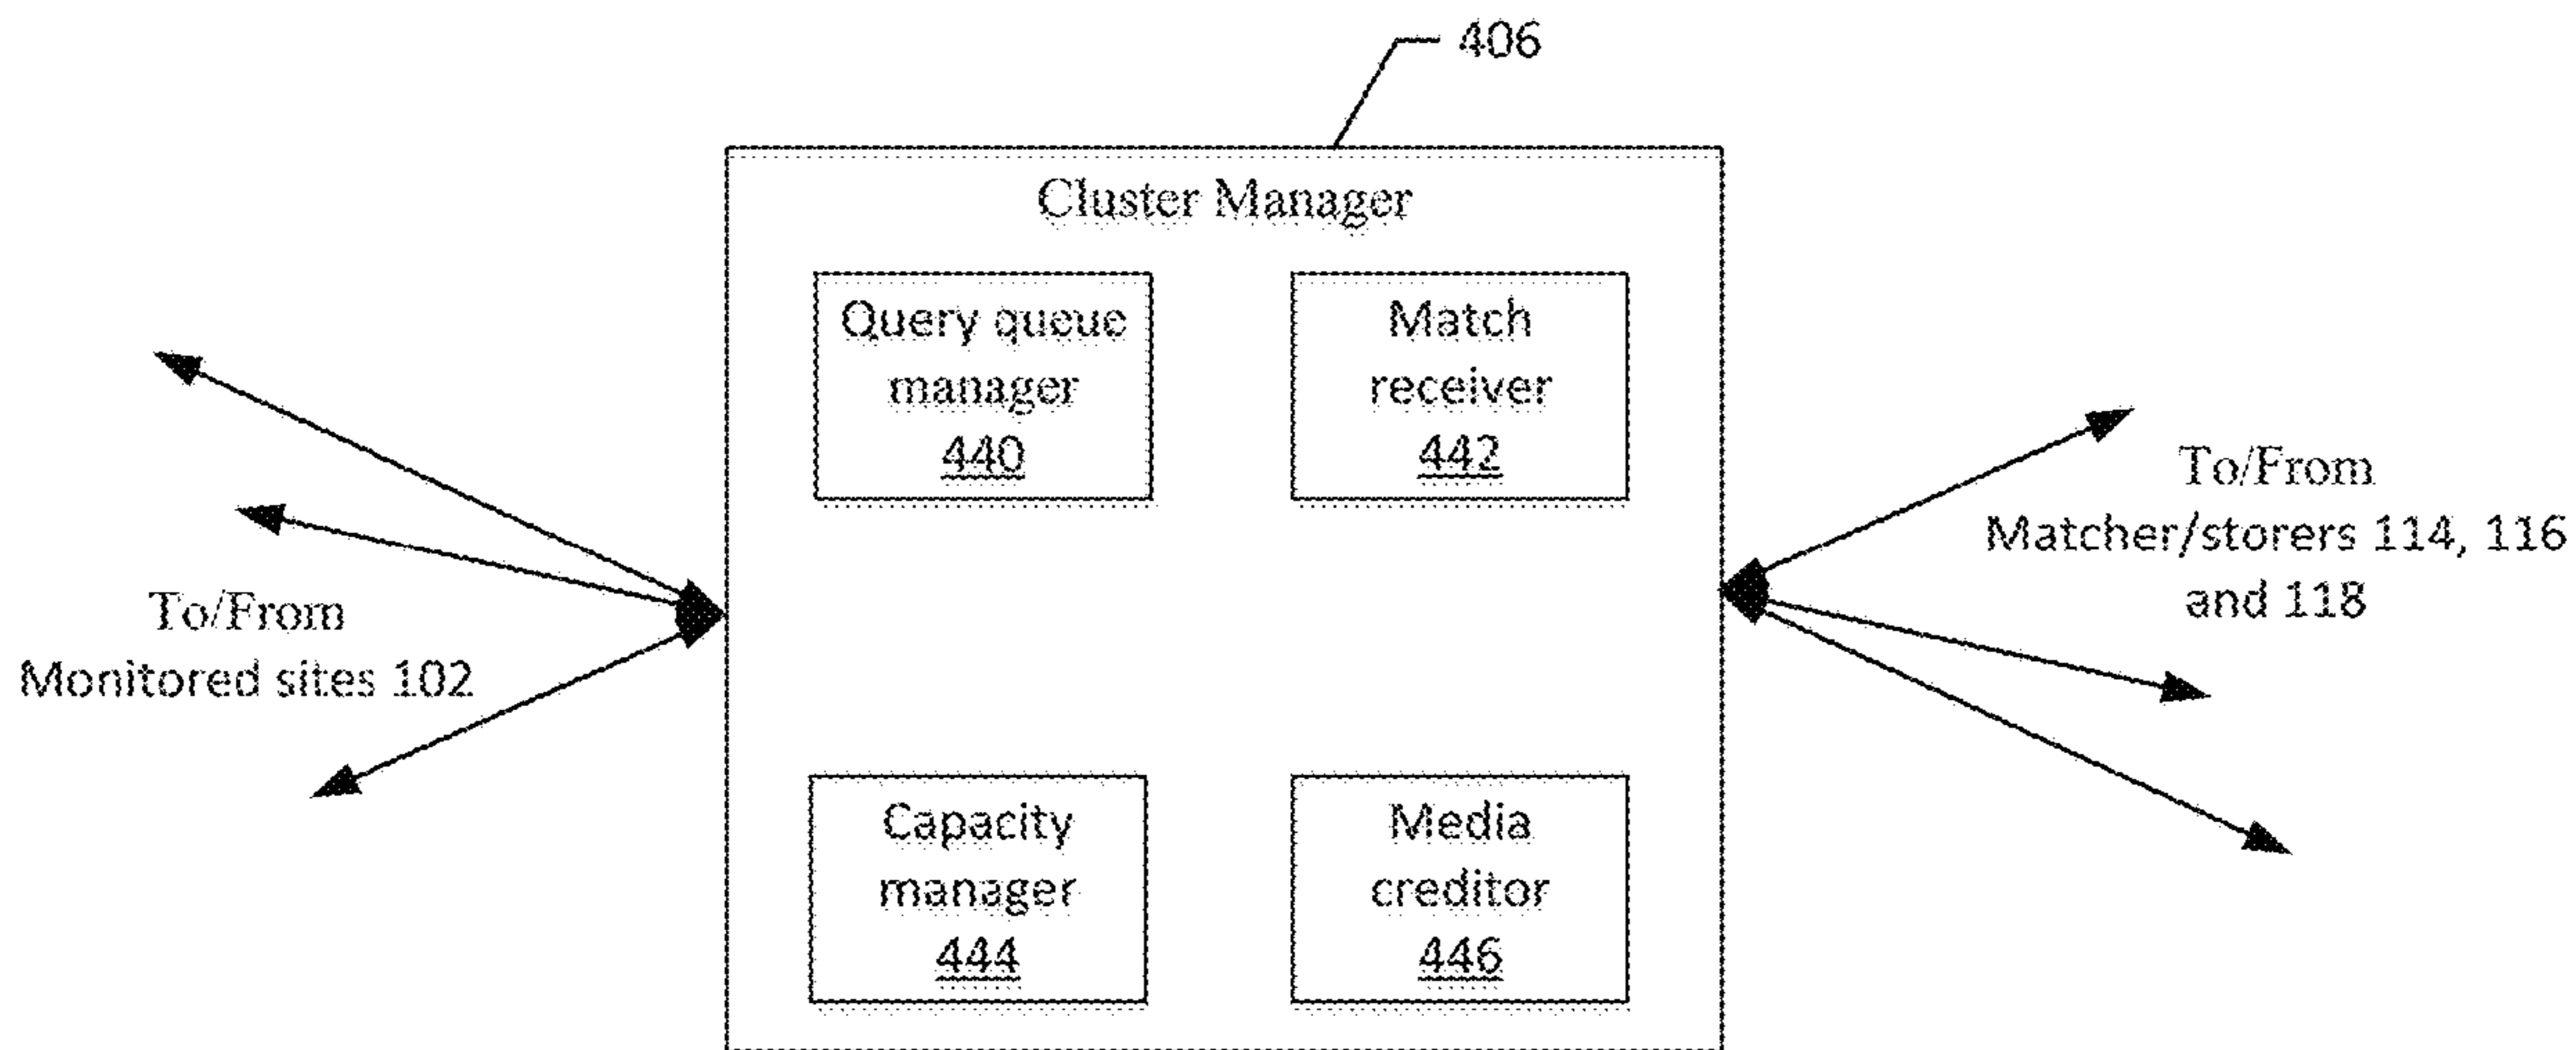 406
Cluster Manager
Query queue
manager
440
Match
receiver
442
To/From
Matcher/storers 114, 116
and 118
To/From
Monitored sites 102
Capacity
manager
444
Media
creditor
446